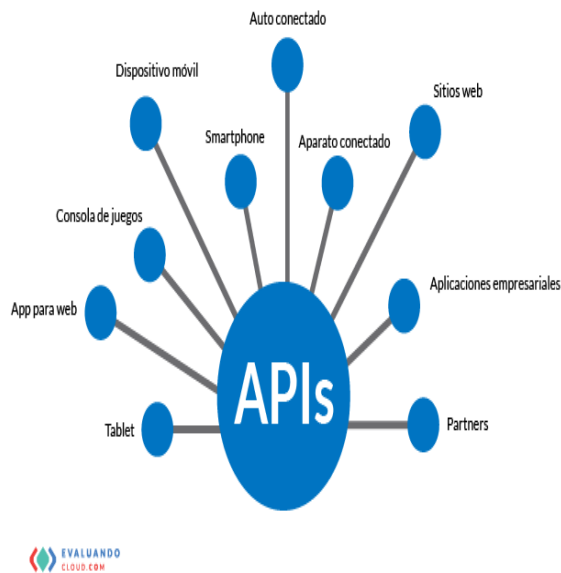 Auto conectado
Dispositivo móvil
Sitios web
Smartphone
Aparato conectado
Consola de juegos
Aplicaciones empresariales
App para web
APIs
Tablet
Partners
EVALUANDO
CLOUD.COM